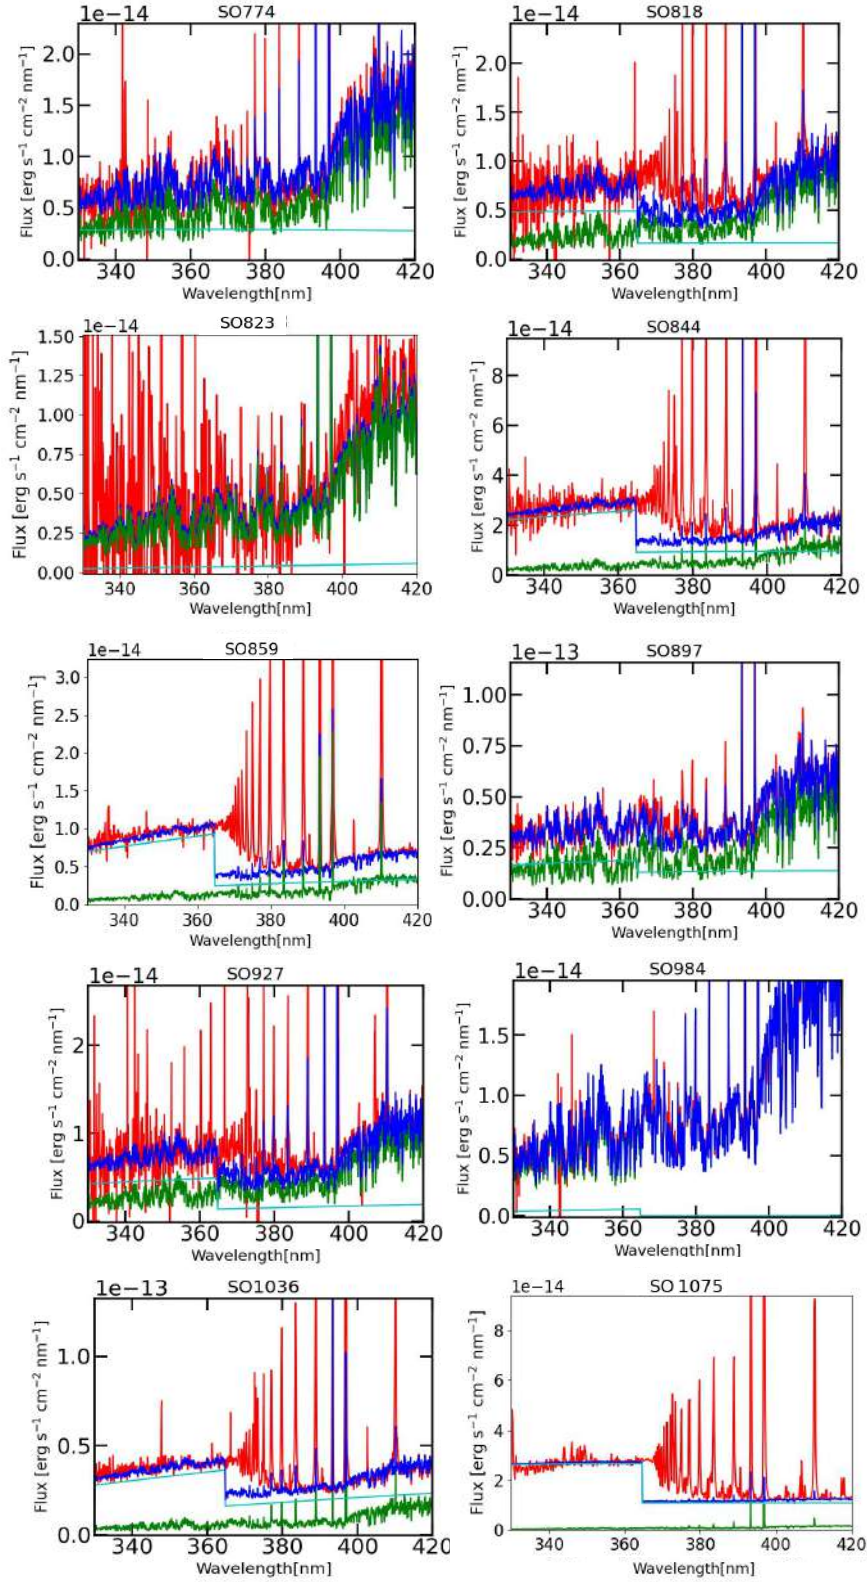 1e−14 SO774
Flux [erg s−1 cm−2 nm−1]
2.0
1.5
1.0
0.5
0.0
340 360 380 400 420
Wavelength[nm]
1e−14 SO818
Flux [erg s−1 cm−2 nm−1]
2.0
1.5
1.0
0.5
0.0
340 360 380 400 420
Wavelength[nm]
1e−14 SO823
Flux [erg s−1 cm−2 nm−1]
1.50
1.25
1.00
0.75
0.50
0.25
0.00
340 360 380 400 420
Wavelength[nm]
1e−14 SO844
Flux [erg s−1 cm−2 nm−1]
8
6
4
2
0
340 360 380 400 420
Wavelength[nm]
1e−14 SO859
Flux [erg s−1 cm−2 nm−1]
3.0
2.5
2.0
1.5
1.0
0.5
0.0
340 360 380 400 420
Wavelength[nm]
1e−13 SO897
Flux [erg s−1 cm−2 nm−1]
1.00
0.75
0.50
0.25
0.00
340 360 380 400 420
Wavelength[nm]
1e−14 SO927
Flux [erg s−1 cm−2 nm−1]
2
1
0
340 360 380 400 420
Wavelength[nm]
1e−14 SO984
Flux [erg s−1 cm−2 nm−1]
1.5
1.0
0.5
0.0
340 360 380 400 420
Wavelength[nm]
1e−13 SO1036
Flux [erg s−1 cm−2 nm−1]
1.0
0.5
0.0
340 360 380 400 420
Wavelength[nm]
1e−14 SO 1075
Flux [erg s−1 cm−2 nm−1]
8
6
4
2
0
340 360 380 400 420
Wavelength[nm]